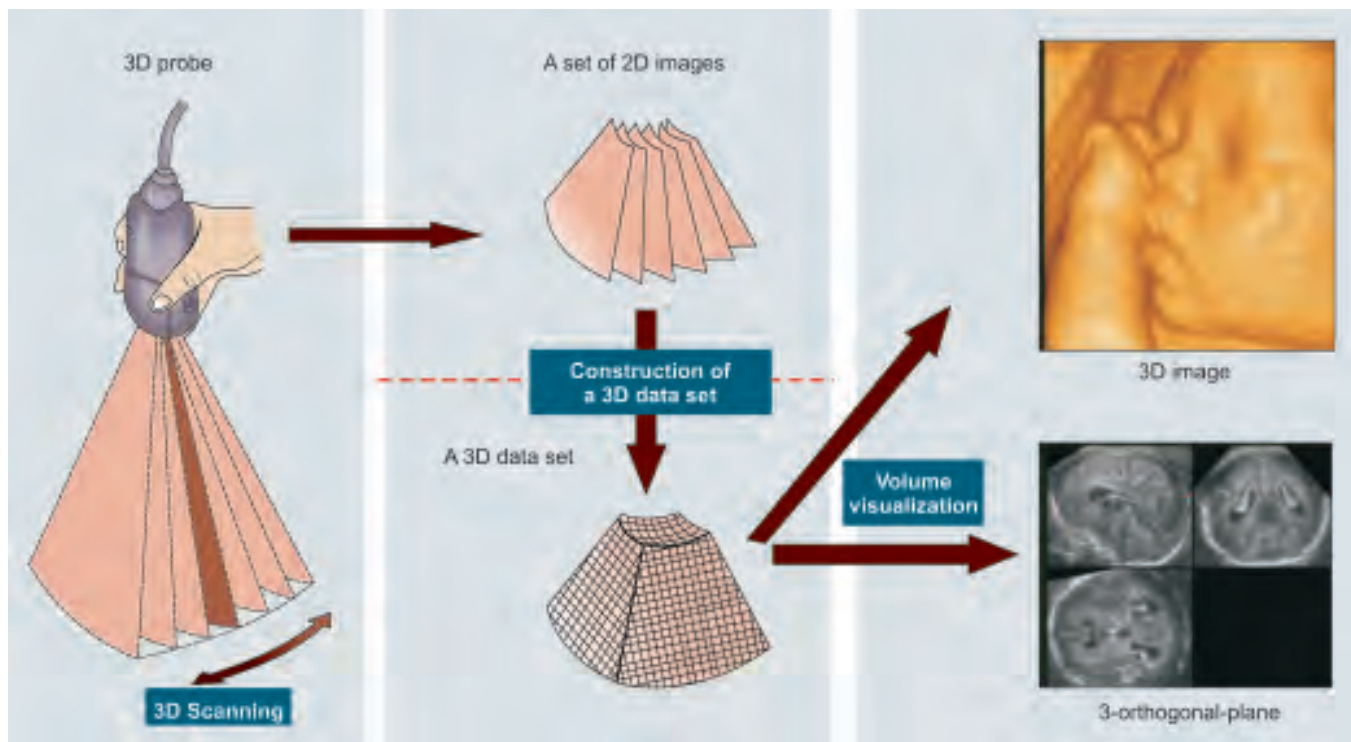 3D probe
A set of 2D images
Construction of
a 3D data set
A 3D data set
3D Scanning
Volume
visualization
3D image
3-orthogonal-plane